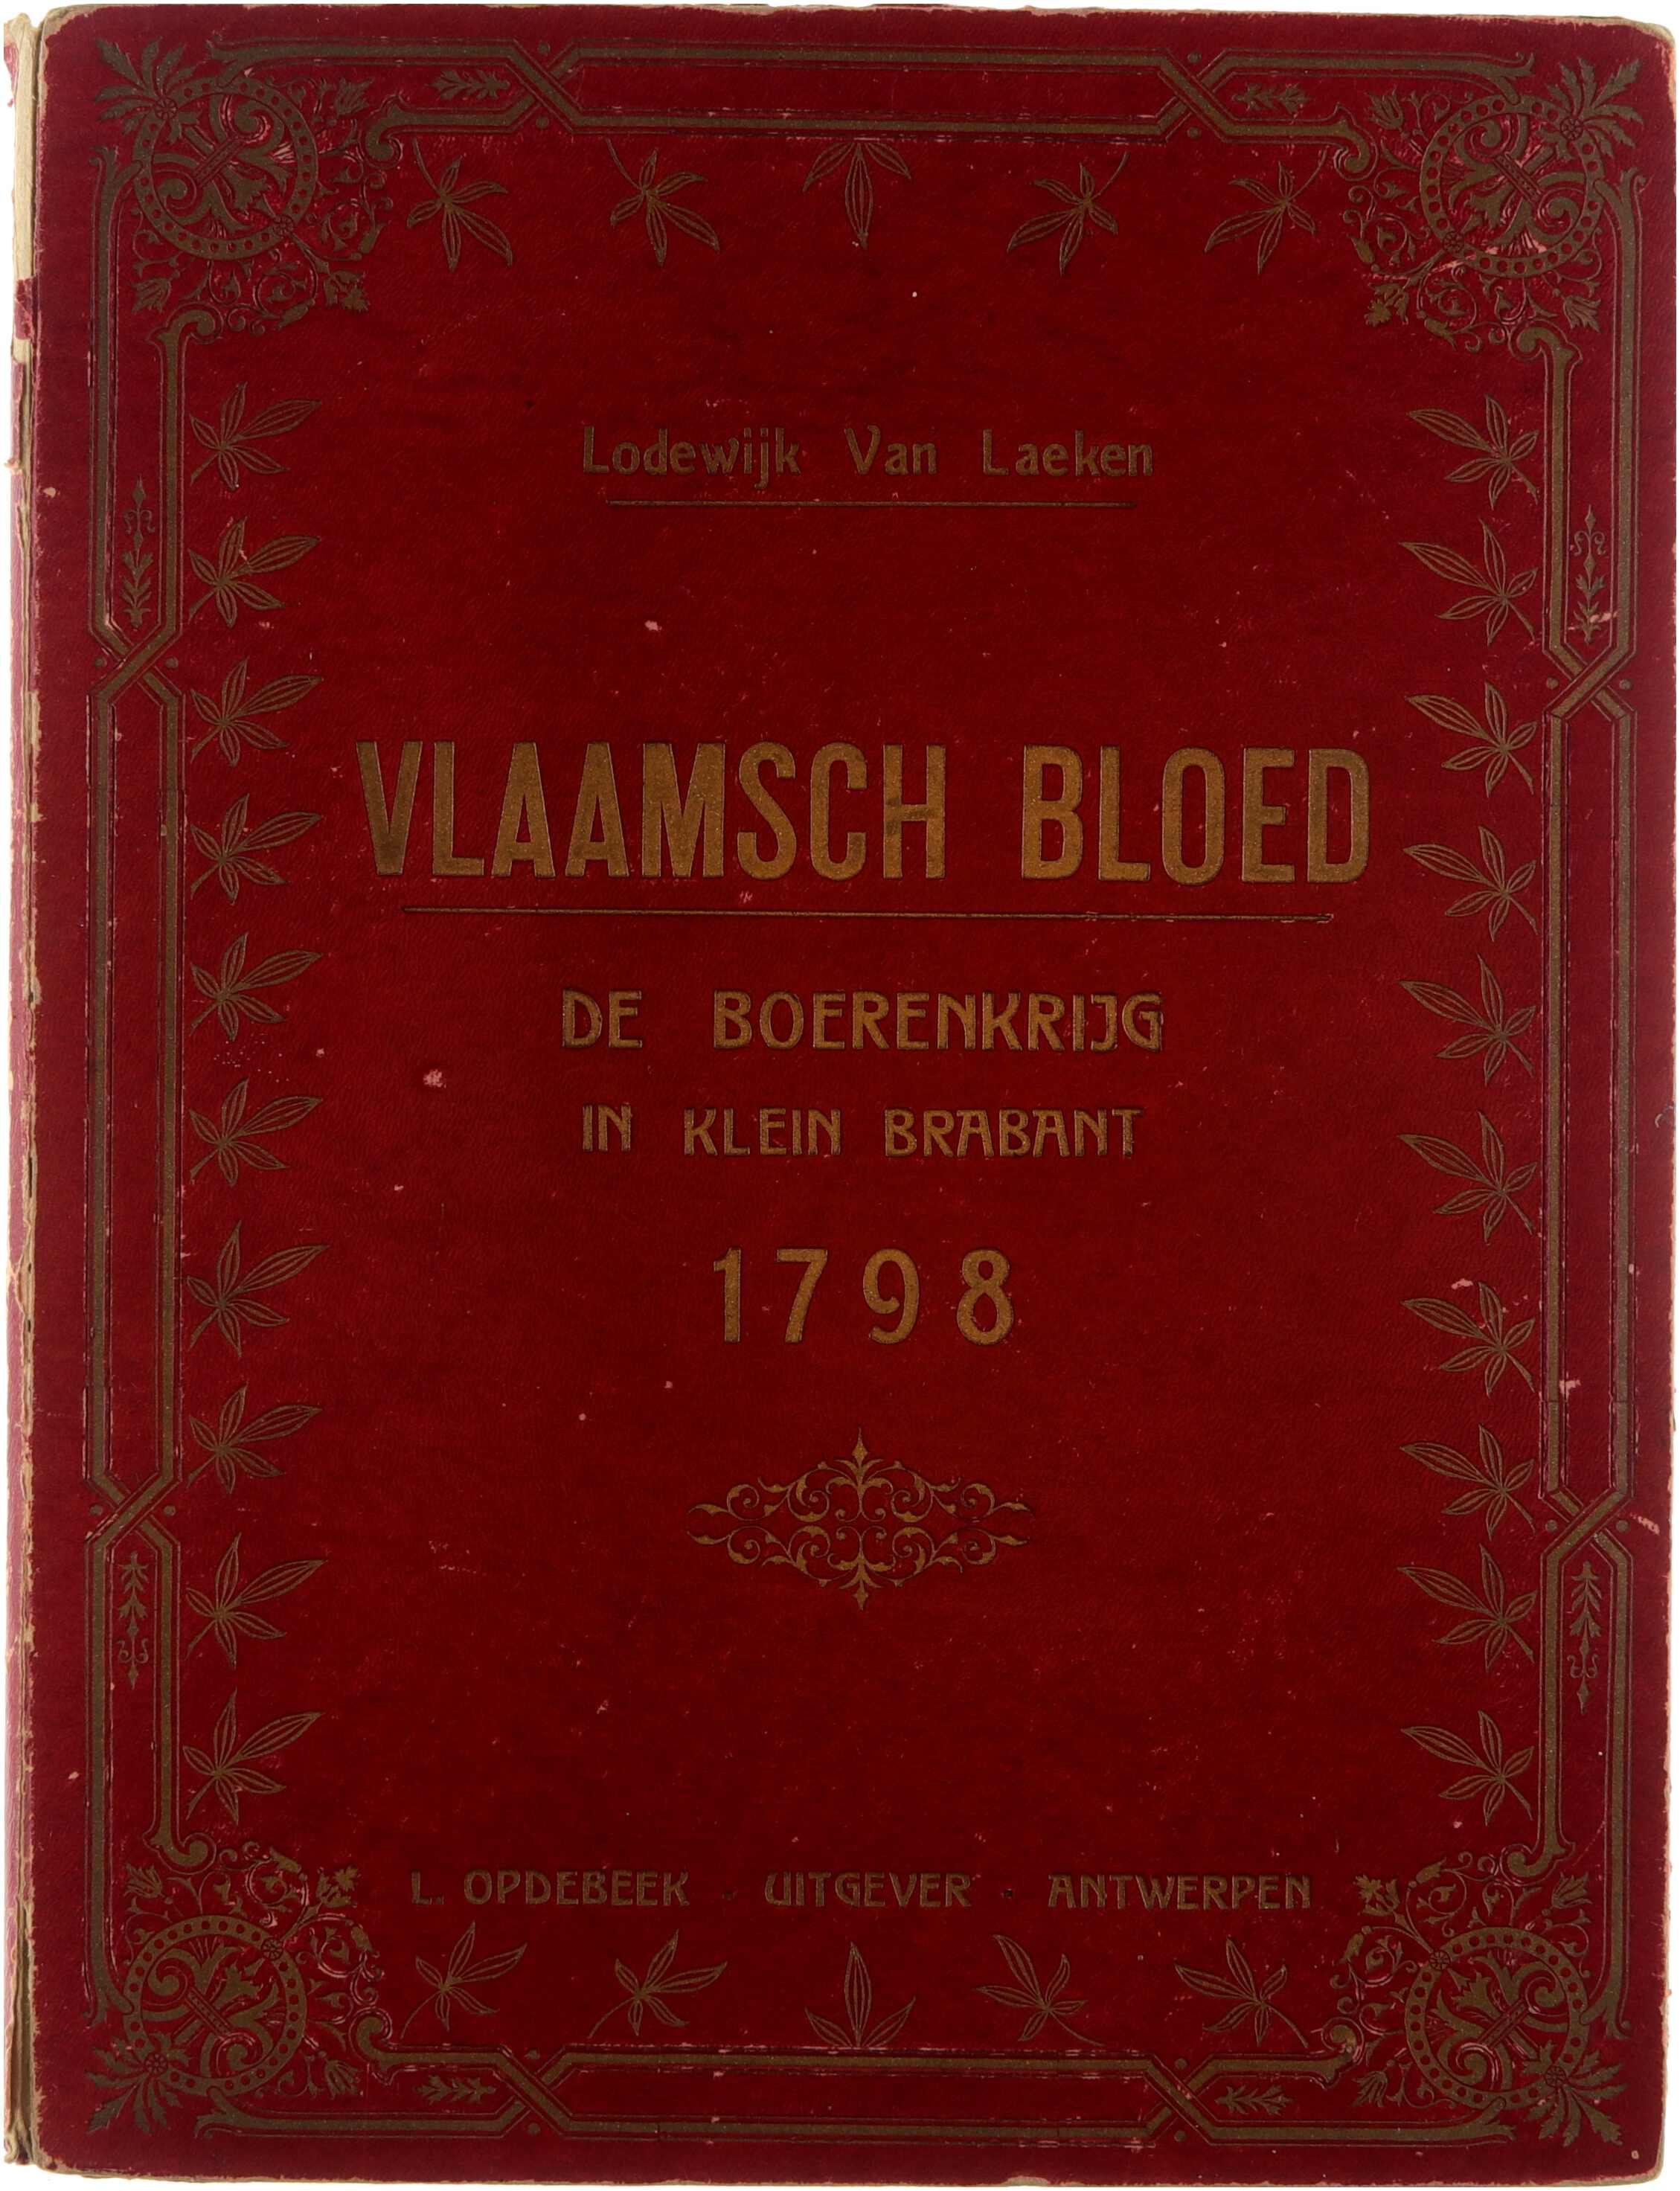 Lodewijk Van Laeken
VLAAMSCH BLOED
DE BOERENKRIJG
IN KLEIN BRABANT
1798
L. OPDEBEEK - UITGEVER - ANTWERPEN